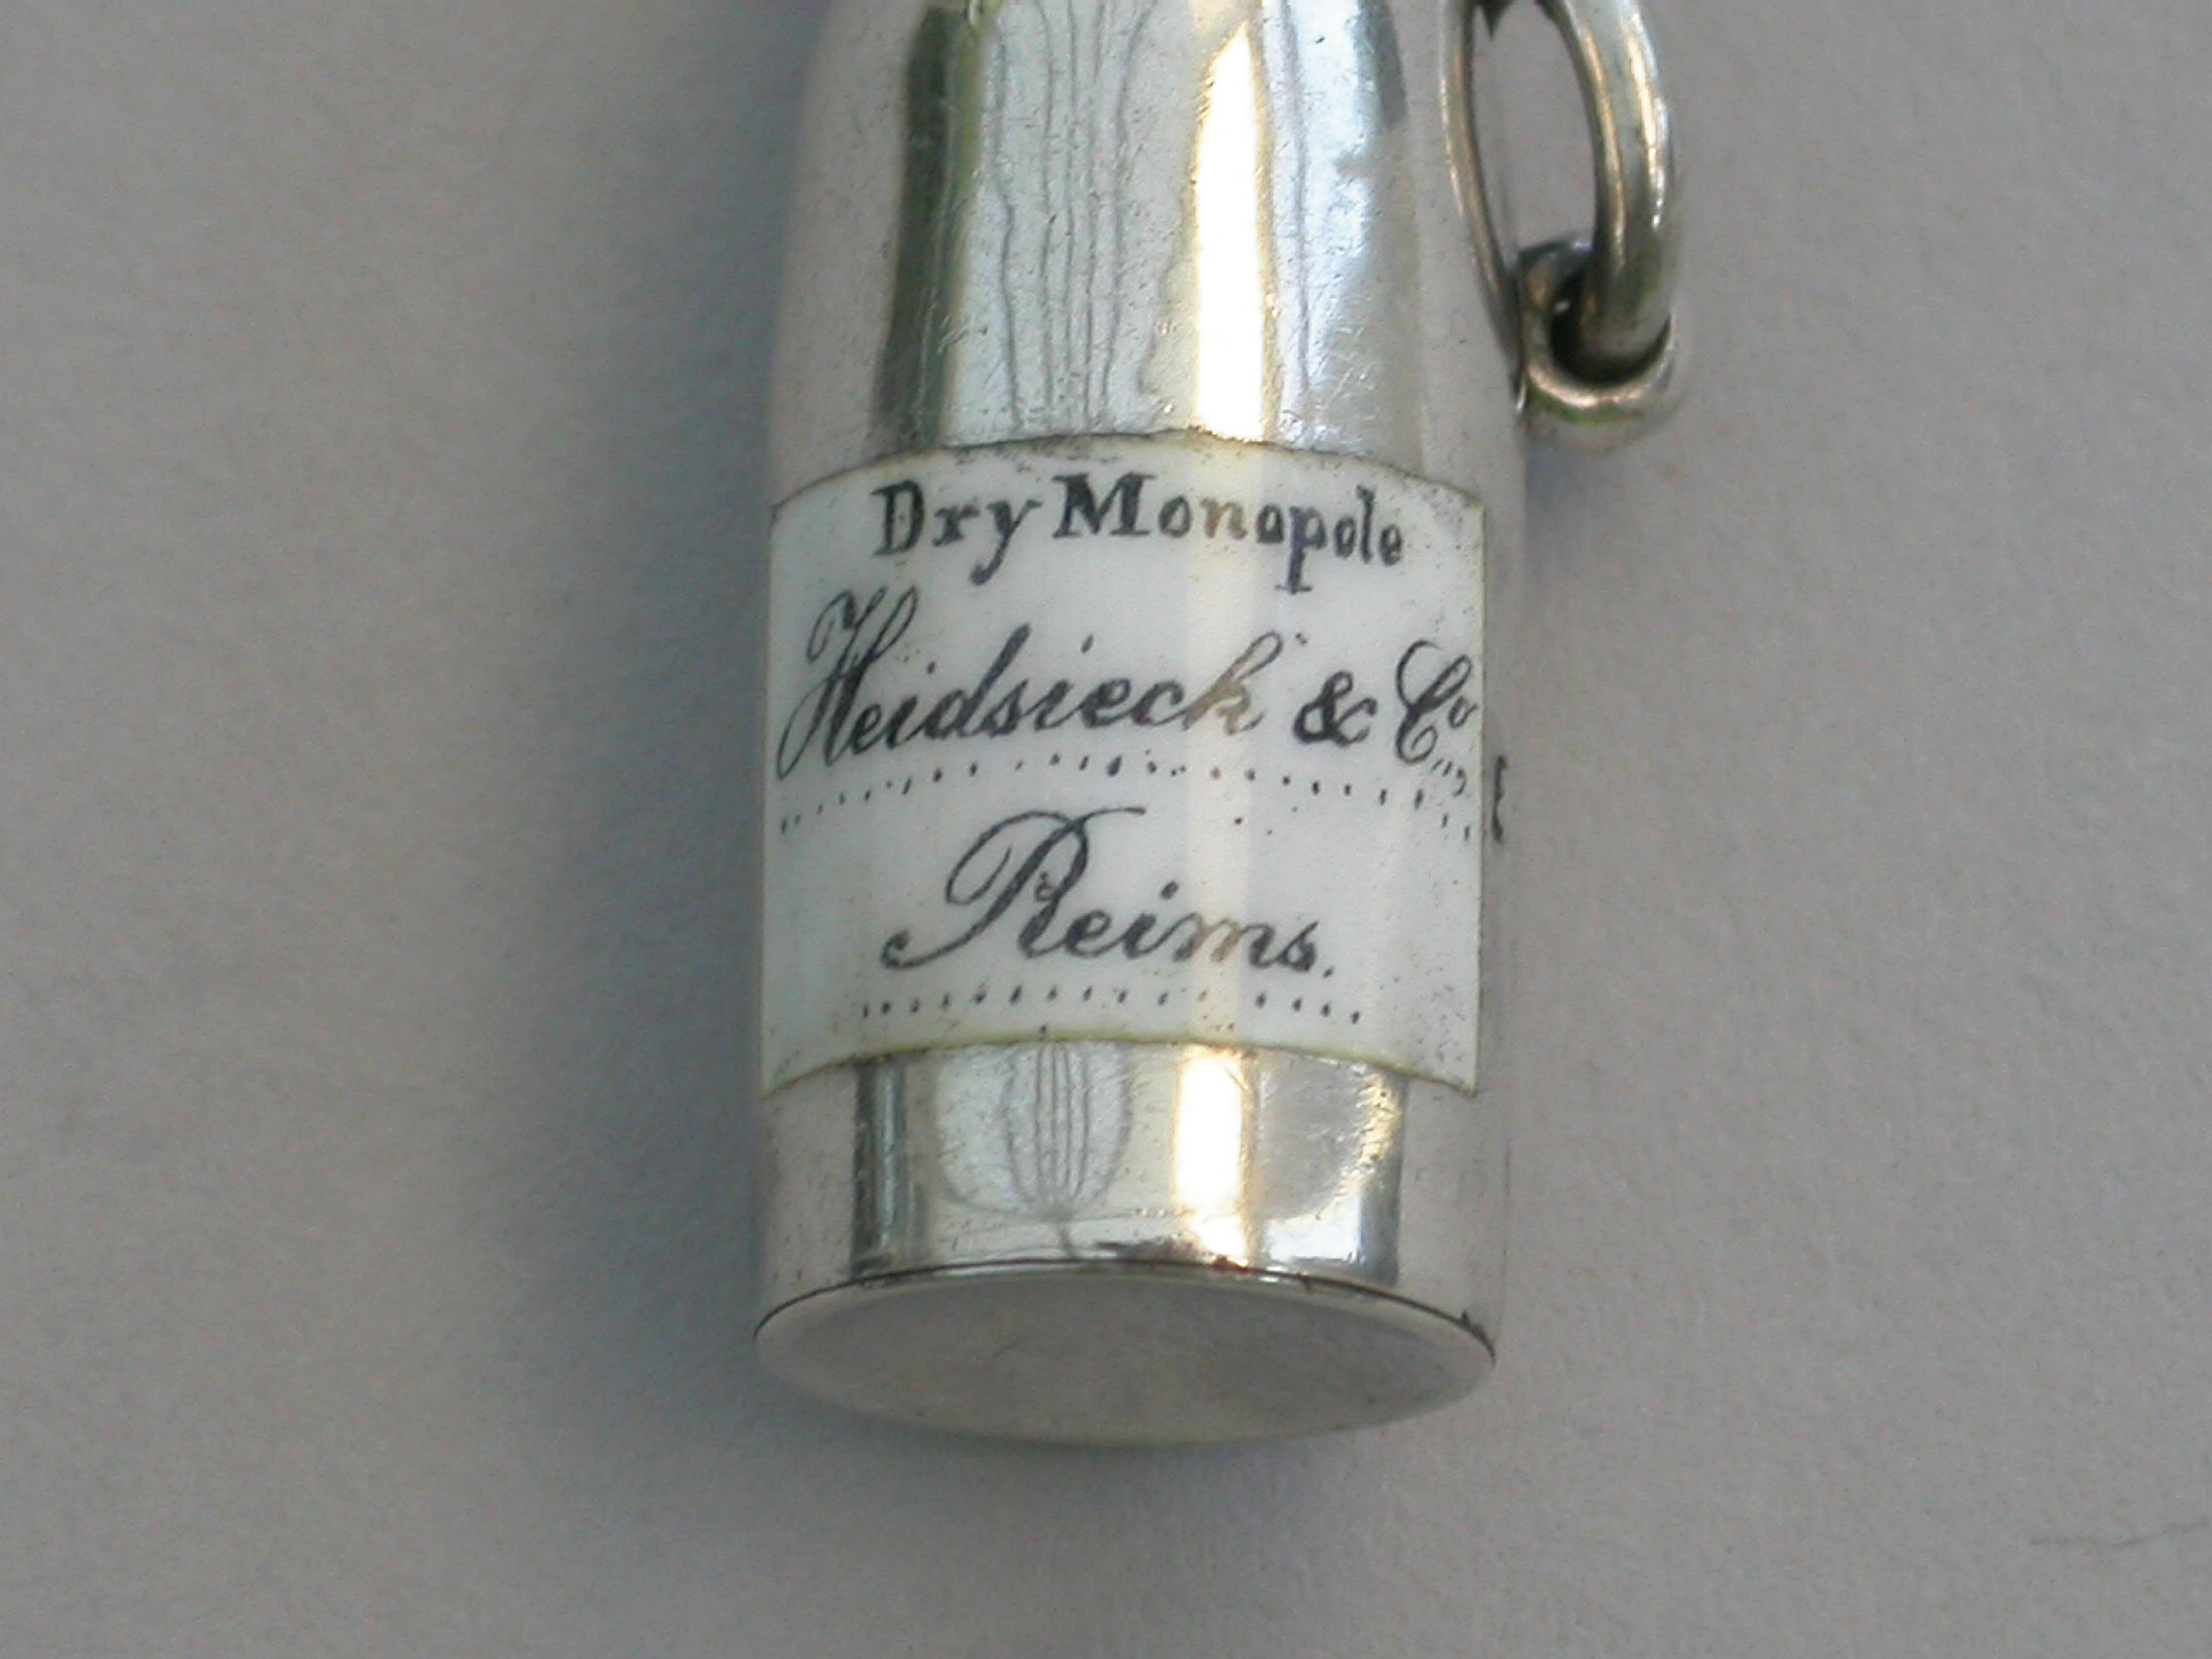 Dry Monopole
Heidsieck & Co
Reims.